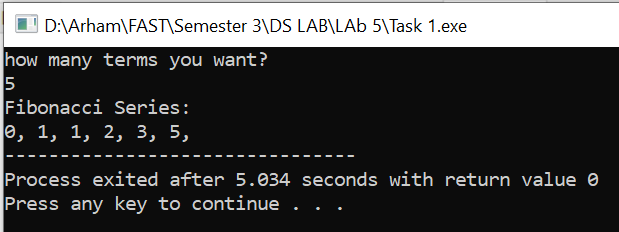 D:\Arham\FAST\Semester 3\DS LAB\LAb 5\Task 1.exe
how many terms you want?
5
Fibonacci Series:
0, 1, 1, 2, 3, 5,
--------------------------------
Process exited after 5.034 seconds with return value 0
Press any key to continue . . .